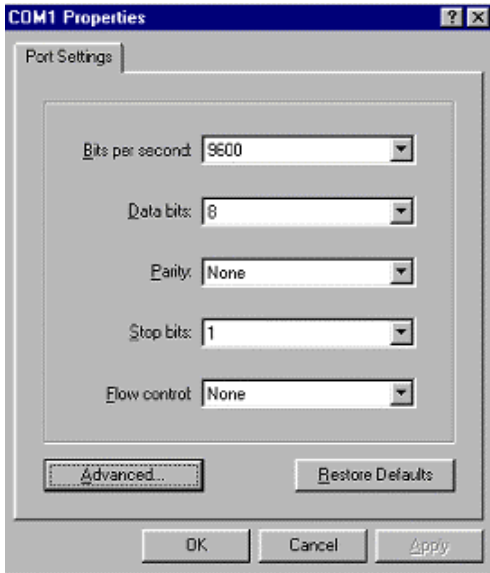 COM1 Properties
Port Settings
Bits per second: 9600
Data bits: 8
Parity: None
Stop bits: 1
Flow control: None
Advanced... Restore Defaults
OK Cancel Apply